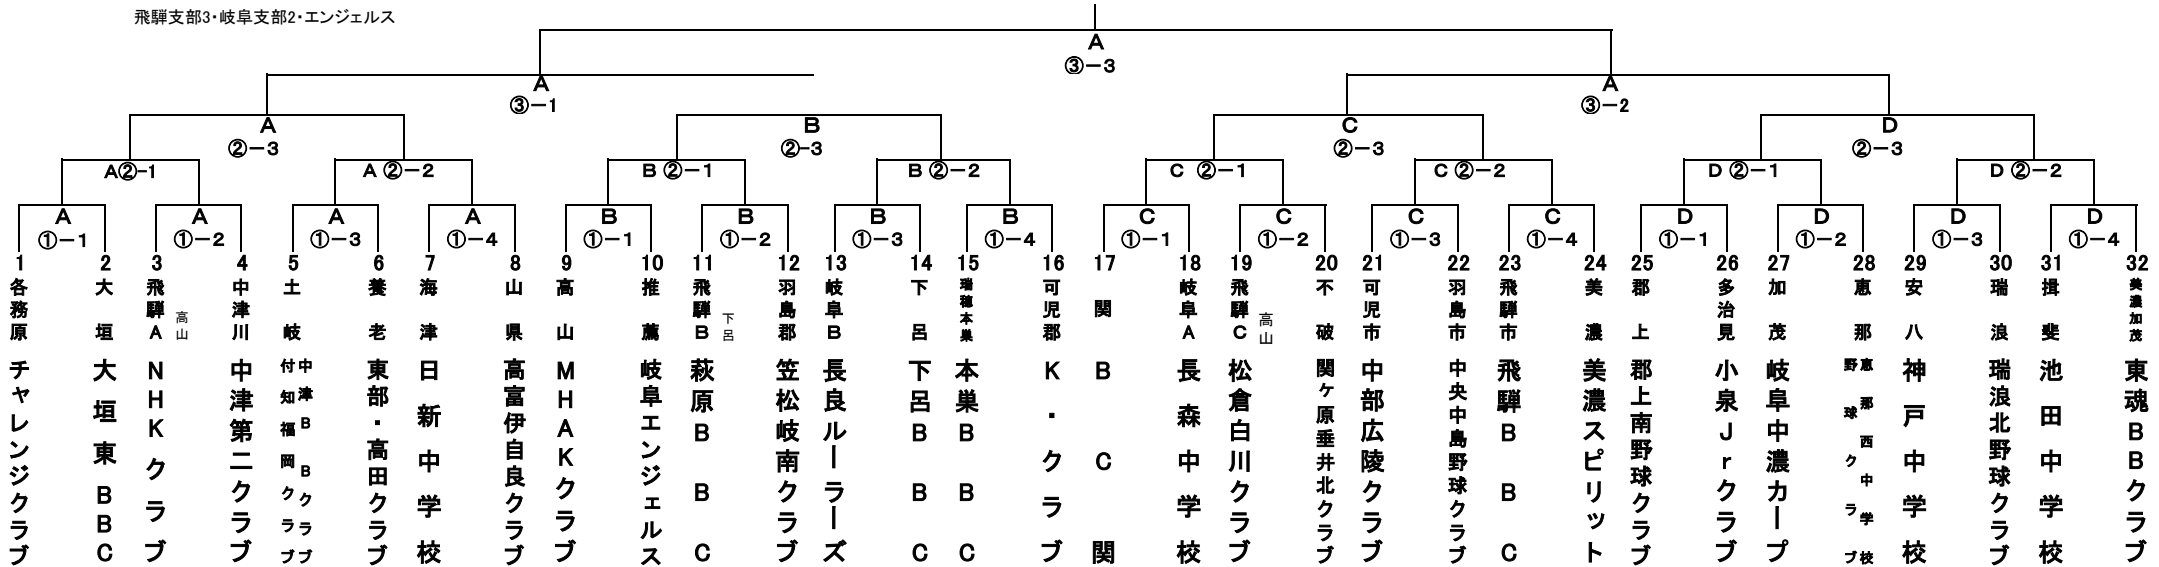 飛騨支部3・岐阜支部2・エンジェルス
A
③－3
A
③－1
A
③－2
A
②－3
B
②-3
C
②－3
D
②－3
A②-1
A ②－2
B ②－1
B ②－2
C ②－1
C ②－2
D ②－1
D ②－2
A
①－1
A
①－2
A
①－3
A
①－4
B
①－1
B
①－2
B
①－3
B
①－4
C
①－1
C
①－2
C
①－3
C
①－4
D
①－1
D
①－2
D
①－3
D
①－4
1 各務原 チャレンジクラブ
2 大垣 大垣東BBC
3 飛騨A 高山 NHKクラブ
4 中津川 中津第二クラブ
5 土岐 中津B Bクラブ
付知福岡クラブ
6 養老 東部・高田クラブ
7 海津 日新中学校
8 山県 高富伊自良クラブ
9 高山 MHAKクラブ
10 推薦 岐阜エンジェルス
11 飛騨B 下呂 萩原BBC
12 羽島郡 笠松岐南クラブ
13 岐阜B 長良ルーラーズ
14 下呂 下呂BBC
15 瑞穂本巣 本巣BBC
16 可児郡 K・クラブ
17 関 BC関
18 岐阜A 長森中学校
19 飛騨C 高山 松倉白川クラブ
20 不破 関ヶ原垂井北クラブ
21 可児市 中部広陵クラブ
22 羽島市 中央中島野球クラブ
23 飛騨市 飛騨BBC
24 美濃 美濃スピリット
25 郡上 郡上南野球クラブ
26 多治見 小泉Jrクラブ
27 加茂 岐阜中濃カープ
28 恵那 恵那西中学校
野球クラブ
29 安八 神戸中学校
30 瑞浪 瑞浪北野球クラブ
31 揖斐 池田中学校
32 美濃加茂 東魂BBクラブ